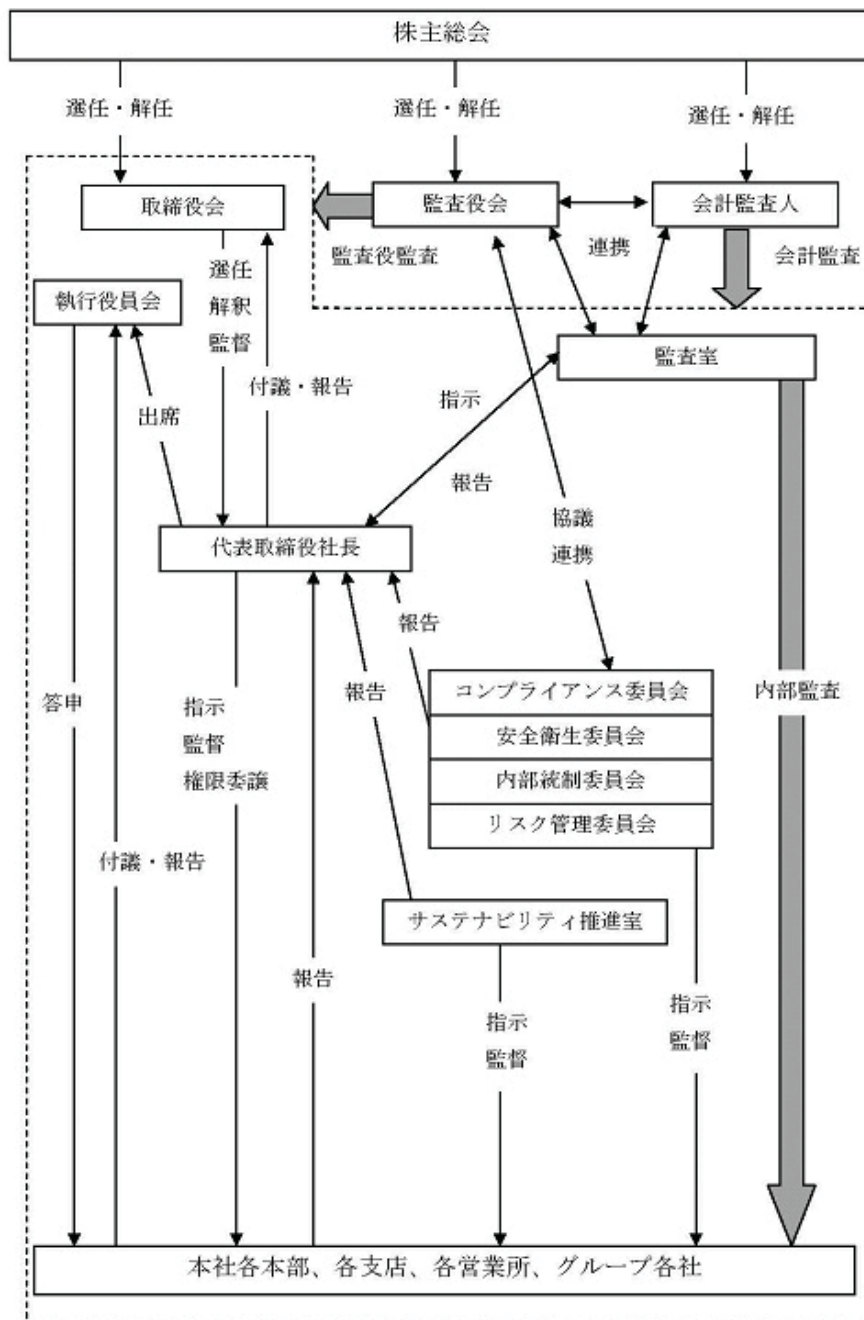 株主総会
選任・解任
選任・解任
選任・解任
取締役会
監査役会
会計監査人
監査役監査
連携
会計監査
選任
解釈
監督
執行役員会
監査室
付議・報告
指示
出席
報告
協議
連携
代表取締役社長
報告
コンプライアンス委員会
報告
内部監査
答申
指示
監督
権限委譲
安全衛生委員会
内部統制委員会
リスク管理委員会
付議・報告
サステナビリティ推進室
報告
指示
監督
指示
監督
本社各本部、各支店、各営業所、グループ各社